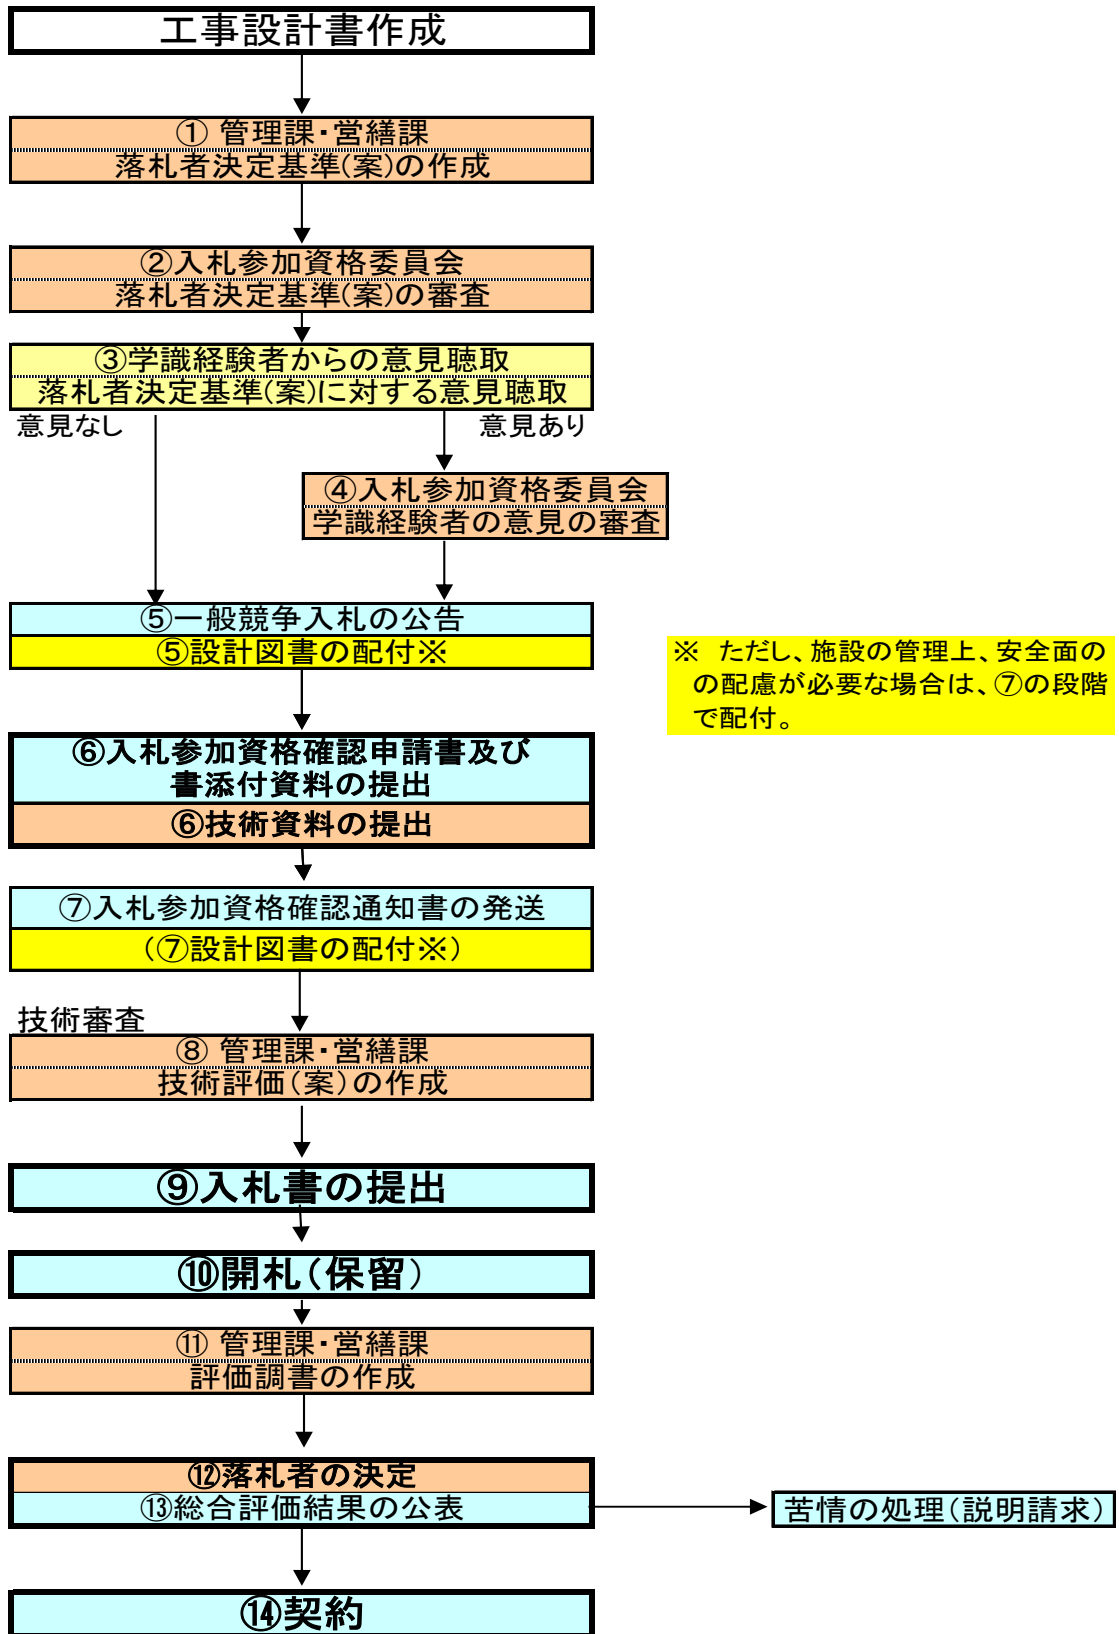 工事設計書作成
① 管理課・営繕課
落札者決定基準(案)の作成
②入札参加資格委員会
落札者決定基準(案)の審査
③学識経験者からの意見聴取
落札者決定基準(案)に対する意見聴取
意見なし
意見あり
④入札参加資格委員会
学識経験者の意見の審査
⑤一般競争入札の公告
⑤設計図書の配付※
※ ただし、施設の管理上、安全面の
の配慮が必要な場合は、⑦の段階
で配付。
⑥入札参加資格確認申請書及び
書添付資料の提出
⑥技術資料の提出
⑦入札参加資格確認通知書の発送
(⑦設計図書の配付※)
技術審査
⑧ 管理課・営繕課
技術評価(案)の作成
⑨入札書の提出
⑩開札(保留)
⑪ 管理課・営繕課
評価調書の作成
⑫落札者の決定
⑬総合評価結果の公表
苦情の処理(説明請求)
⑭契約